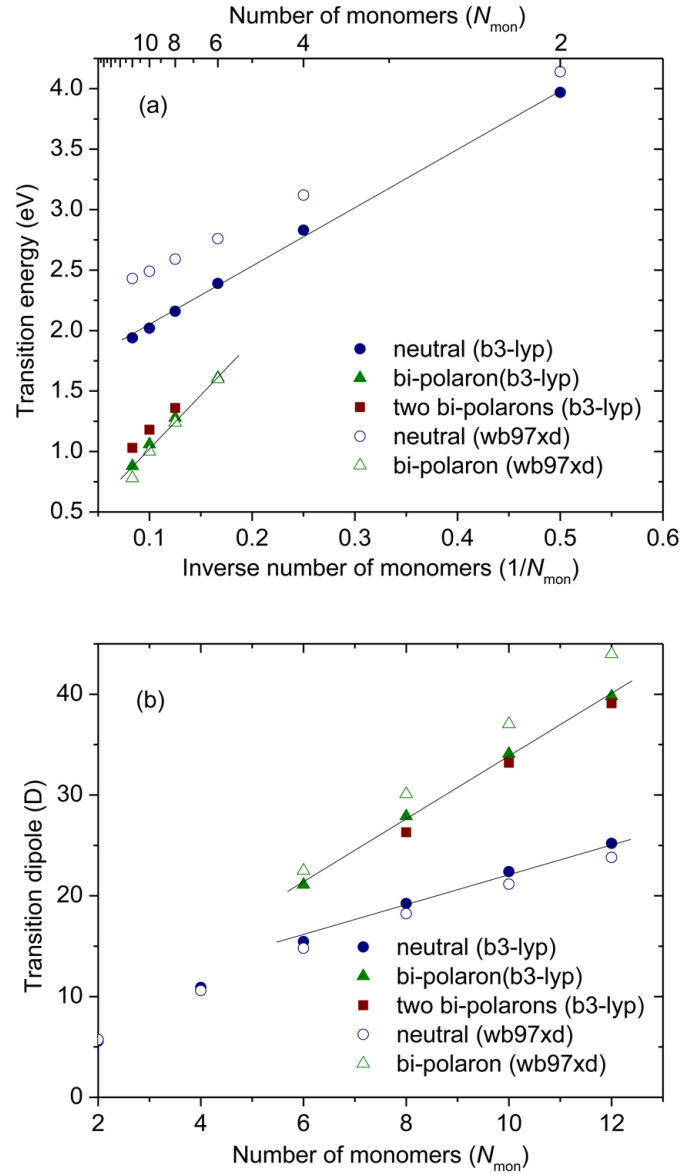 Number of monomers (Nmon)
10 8 6 4 2
(a)
4.0
3.5
3.0
2.5
2.0
1.5
1.0
0.5
Transition energy (eV)
neutral (b3-lyp)
bi-polaron(b3-lyp)
two bi-polarons (b3-lyp)
neutral (wb97xd)
bi-polaron (wb97xd)
0.1 0.2 0.3 0.4 0.5 0.6
Inverse number of monomers (1/Nmon)
(b)
40
30
20
10
0
Transition dipole (D)
neutral (b3-lyp)
bi-polaron(b3-lyp)
two bi-polarons (b3-lyp)
neutral (wb97xd)
bi-polaron (wb97xd)
2 4 6 8 10 12
Number of monomers (Nmon)